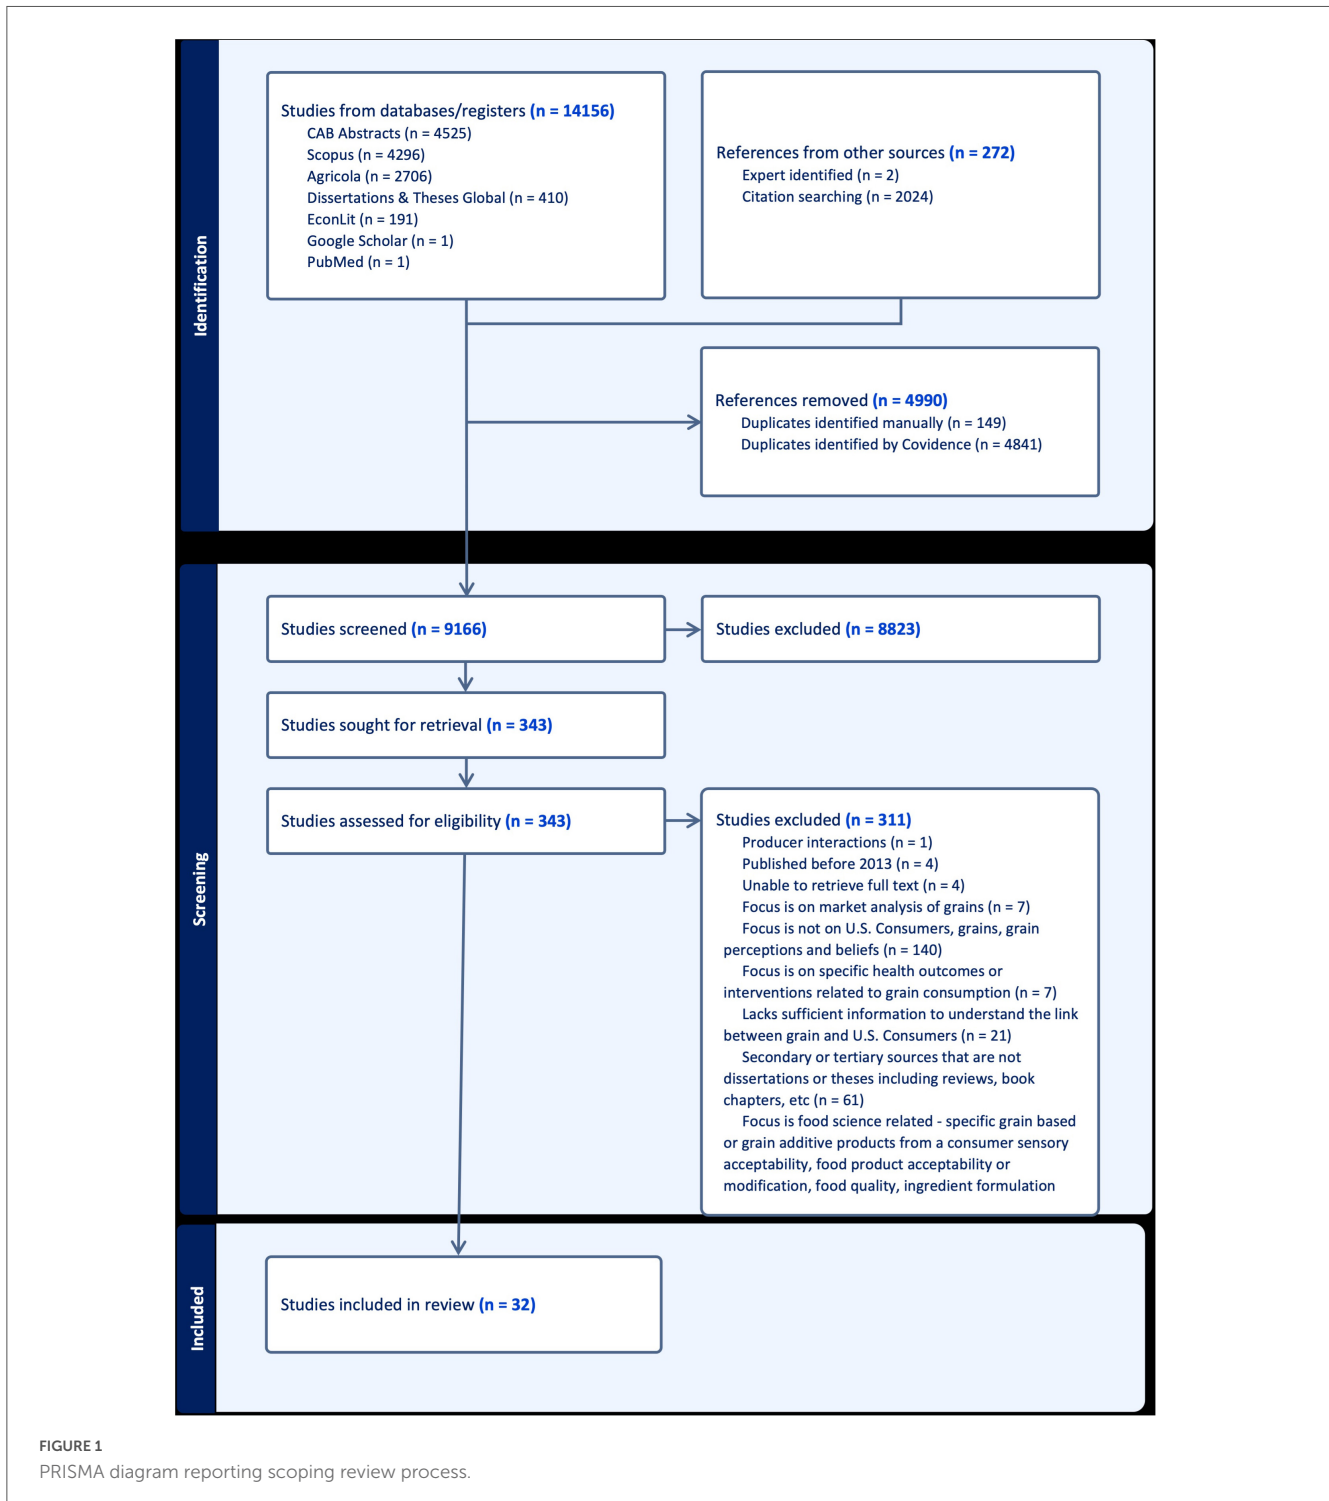 Identification
Studies from databases/registers (n = 14156)
CAB Abstracts (n = 4525)
Scopus (n = 4296)
Agricola (n = 2706)
Dissertations & Theses Global (n = 410)
EconLit (n = 191)
Google Scholar (n = 1)
PubMed (n = 1)
References from other sources (n = 272)
Expert identified (n = 2)
Citation searching (n = 2024)
References removed (n = 4990)
Duplicates identified manually (n = 149)
Duplicates identified by Covidence (n = 4841)
Screening
Studies screened (n = 9166)
Studies excluded (n = 8823)
Studies sought for retrieval (n = 343)
Studies assessed for eligibility (n = 343)
Studies excluded (n = 311)
Producer interactions (n = 1)
Published before 2013 (n = 4)
Unable to retrieve full text (n = 4)
Focus is on market analysis of grains (n = 7)
Focus is not on U.S. Consumers, grains, grain
perceptions and beliefs (n = 140)
Focus is on specific health outcomes or
interventions related to grain consumption (n = 7)
Lacks sufficient information to understand the link
between grain and U.S. Consumers (n = 21)
Secondary or tertiary sources that are not
dissertations or theses including reviews, book
chapters, etc (n = 61)
Focus is food science related - specific grain based
or grain additive products from a consumer sensory
acceptability, food product acceptability or
modification, food quality, ingredient formulation
Included
Studies included in review (n = 32)
FIGURE 1
PRISMA diagram reporting scoping review process.